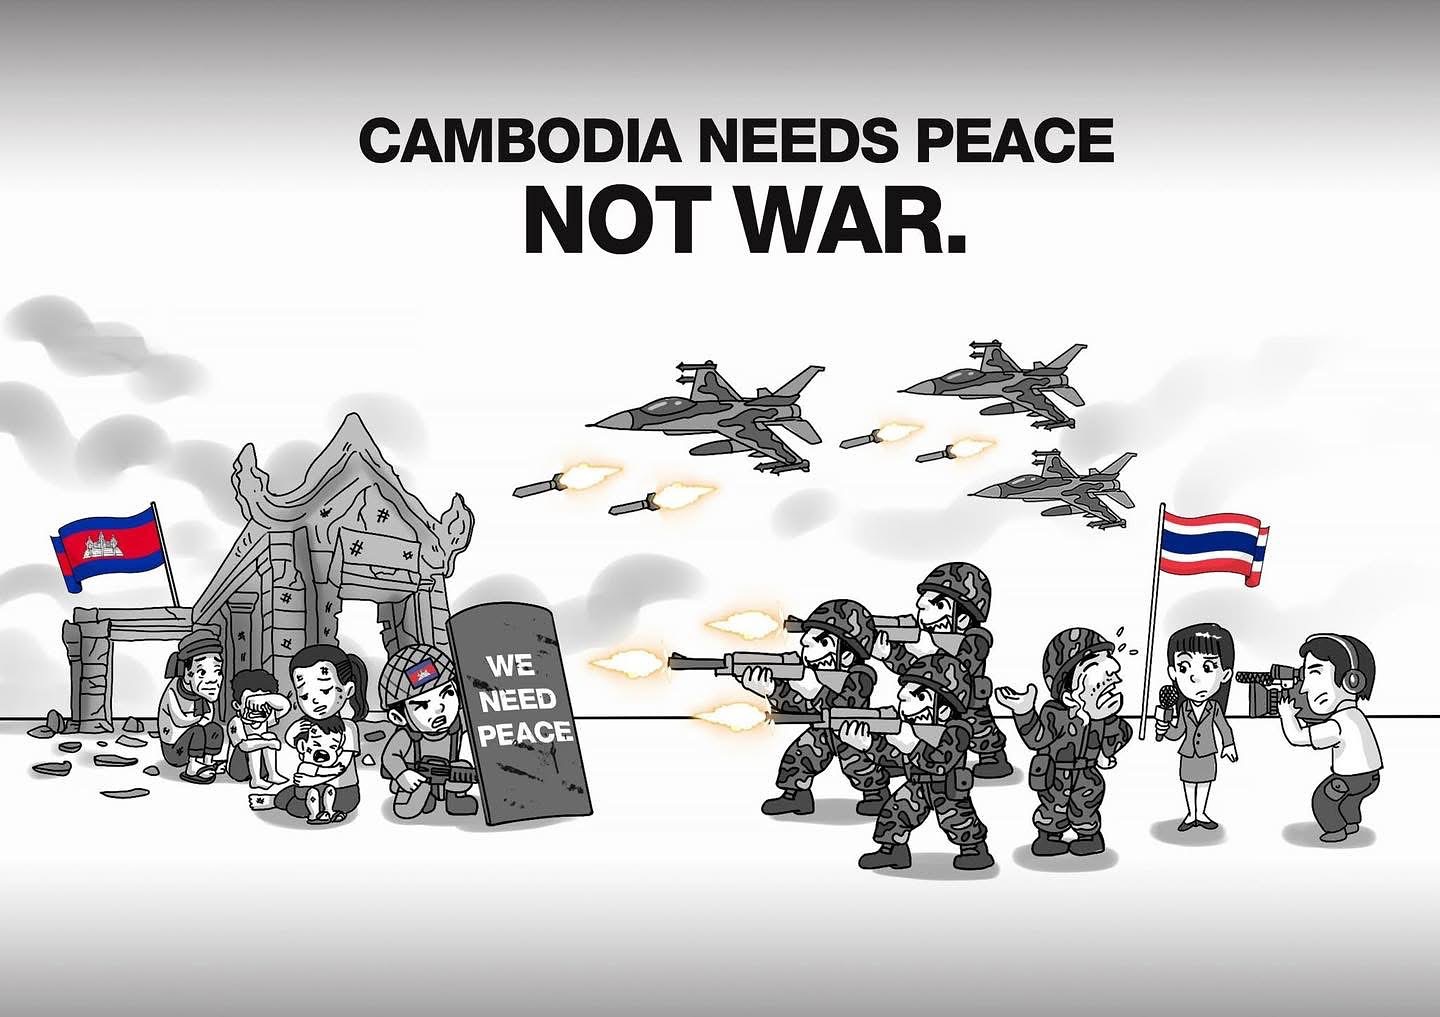 CAMBODIA NEEDS PEACE
NOT WAR.
WE
NEED
PEACE